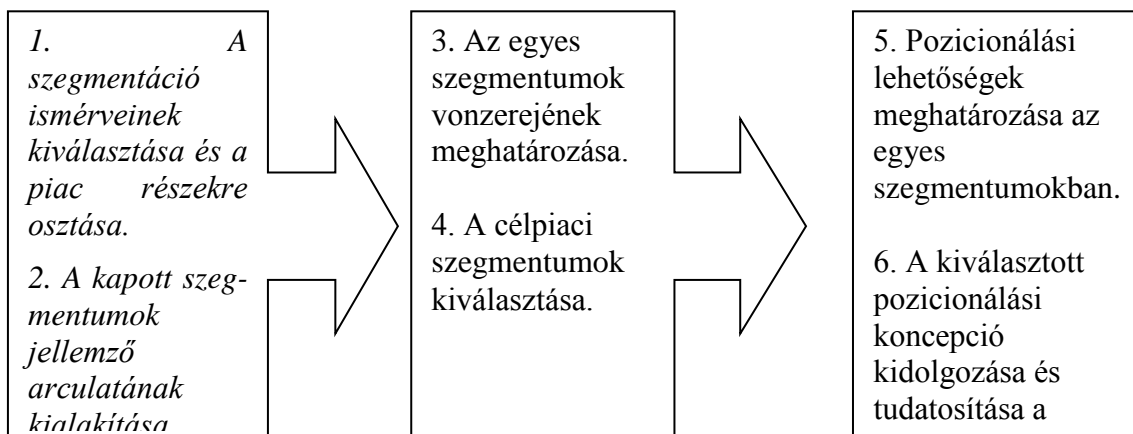 1. A
szegmentáció
ismérveinek
kiválasztása és a
piac részekre
osztása.
2. A kapott szeg-
mentumok
jellemző
arculatának
kialakítása
3. Az egyes
szegmentumok
vonzerejének
meghatározása.
4. A célpiaci
szegmentumok
kiválasztása.
5. Pozicionálási
lehetőségek
meghatározása az
egyes
szegmentumokban.
6. A kiválasztott
pozicionálási
koncepció
kidolgozása és
tudatosítása a